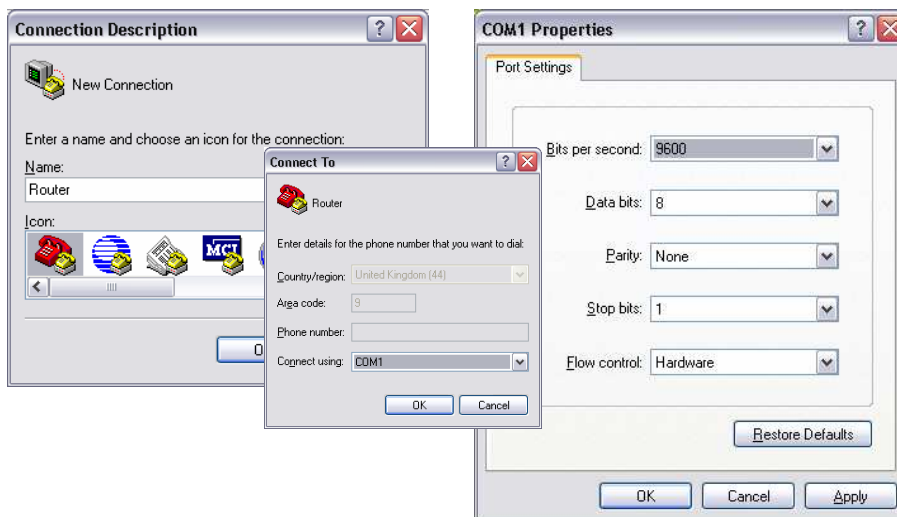 Connection Description
New Connection
Enter a name and choose an icon for the connection:
Name:
Router
Icon:
MCI
Connect To
Router
Enter details for the phone number that you want to dial:
Country/region: United Kingdom (44)
Area code: 9
Phone number:
Connect using: COM1
OK Cancel
COM1 Properties
Port Settings
Bits per second: 9600
Data bits: 8
Parity: None
Stop bits: 1
Flow control: Hardware
Restore Defaults
OK Cancel Apply